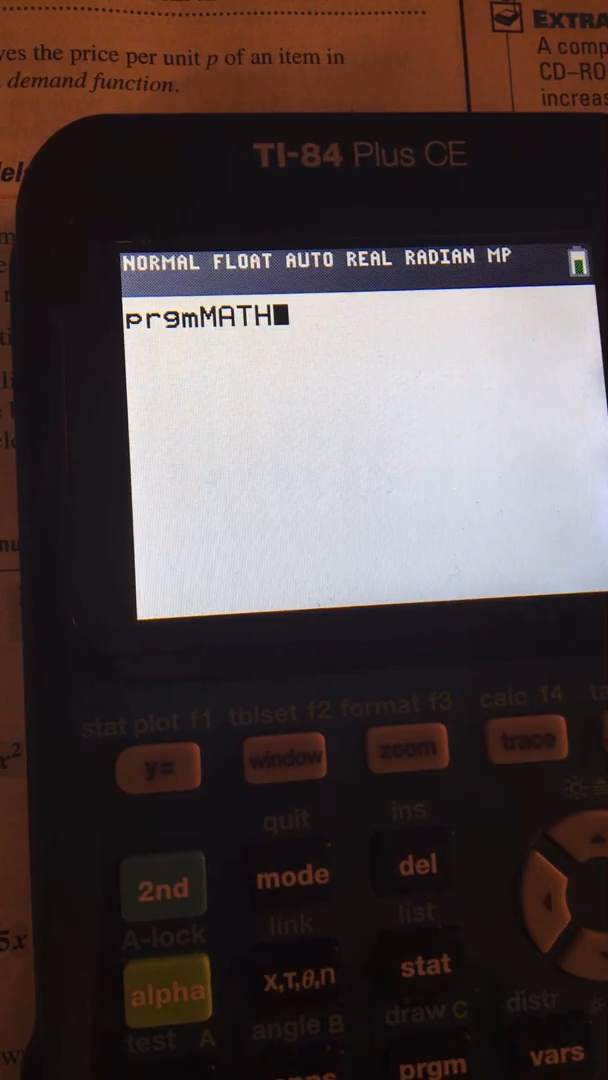 ves the price per unit p of an item in
demand function.
EXTRA
A comp
CD–RO
increas
TI-84 Plus CE
NORMAL FLOAT AUTO REAL RADIAN MP
prgmMATH
stat plot f1 tblset f2 format f3 calc f4
y= window zoom trace
quit ins
2nd mode del
A-lock link list
alpha X,T,θ,n stat
test A angle B draw C distr
prgm vars
x²
5x